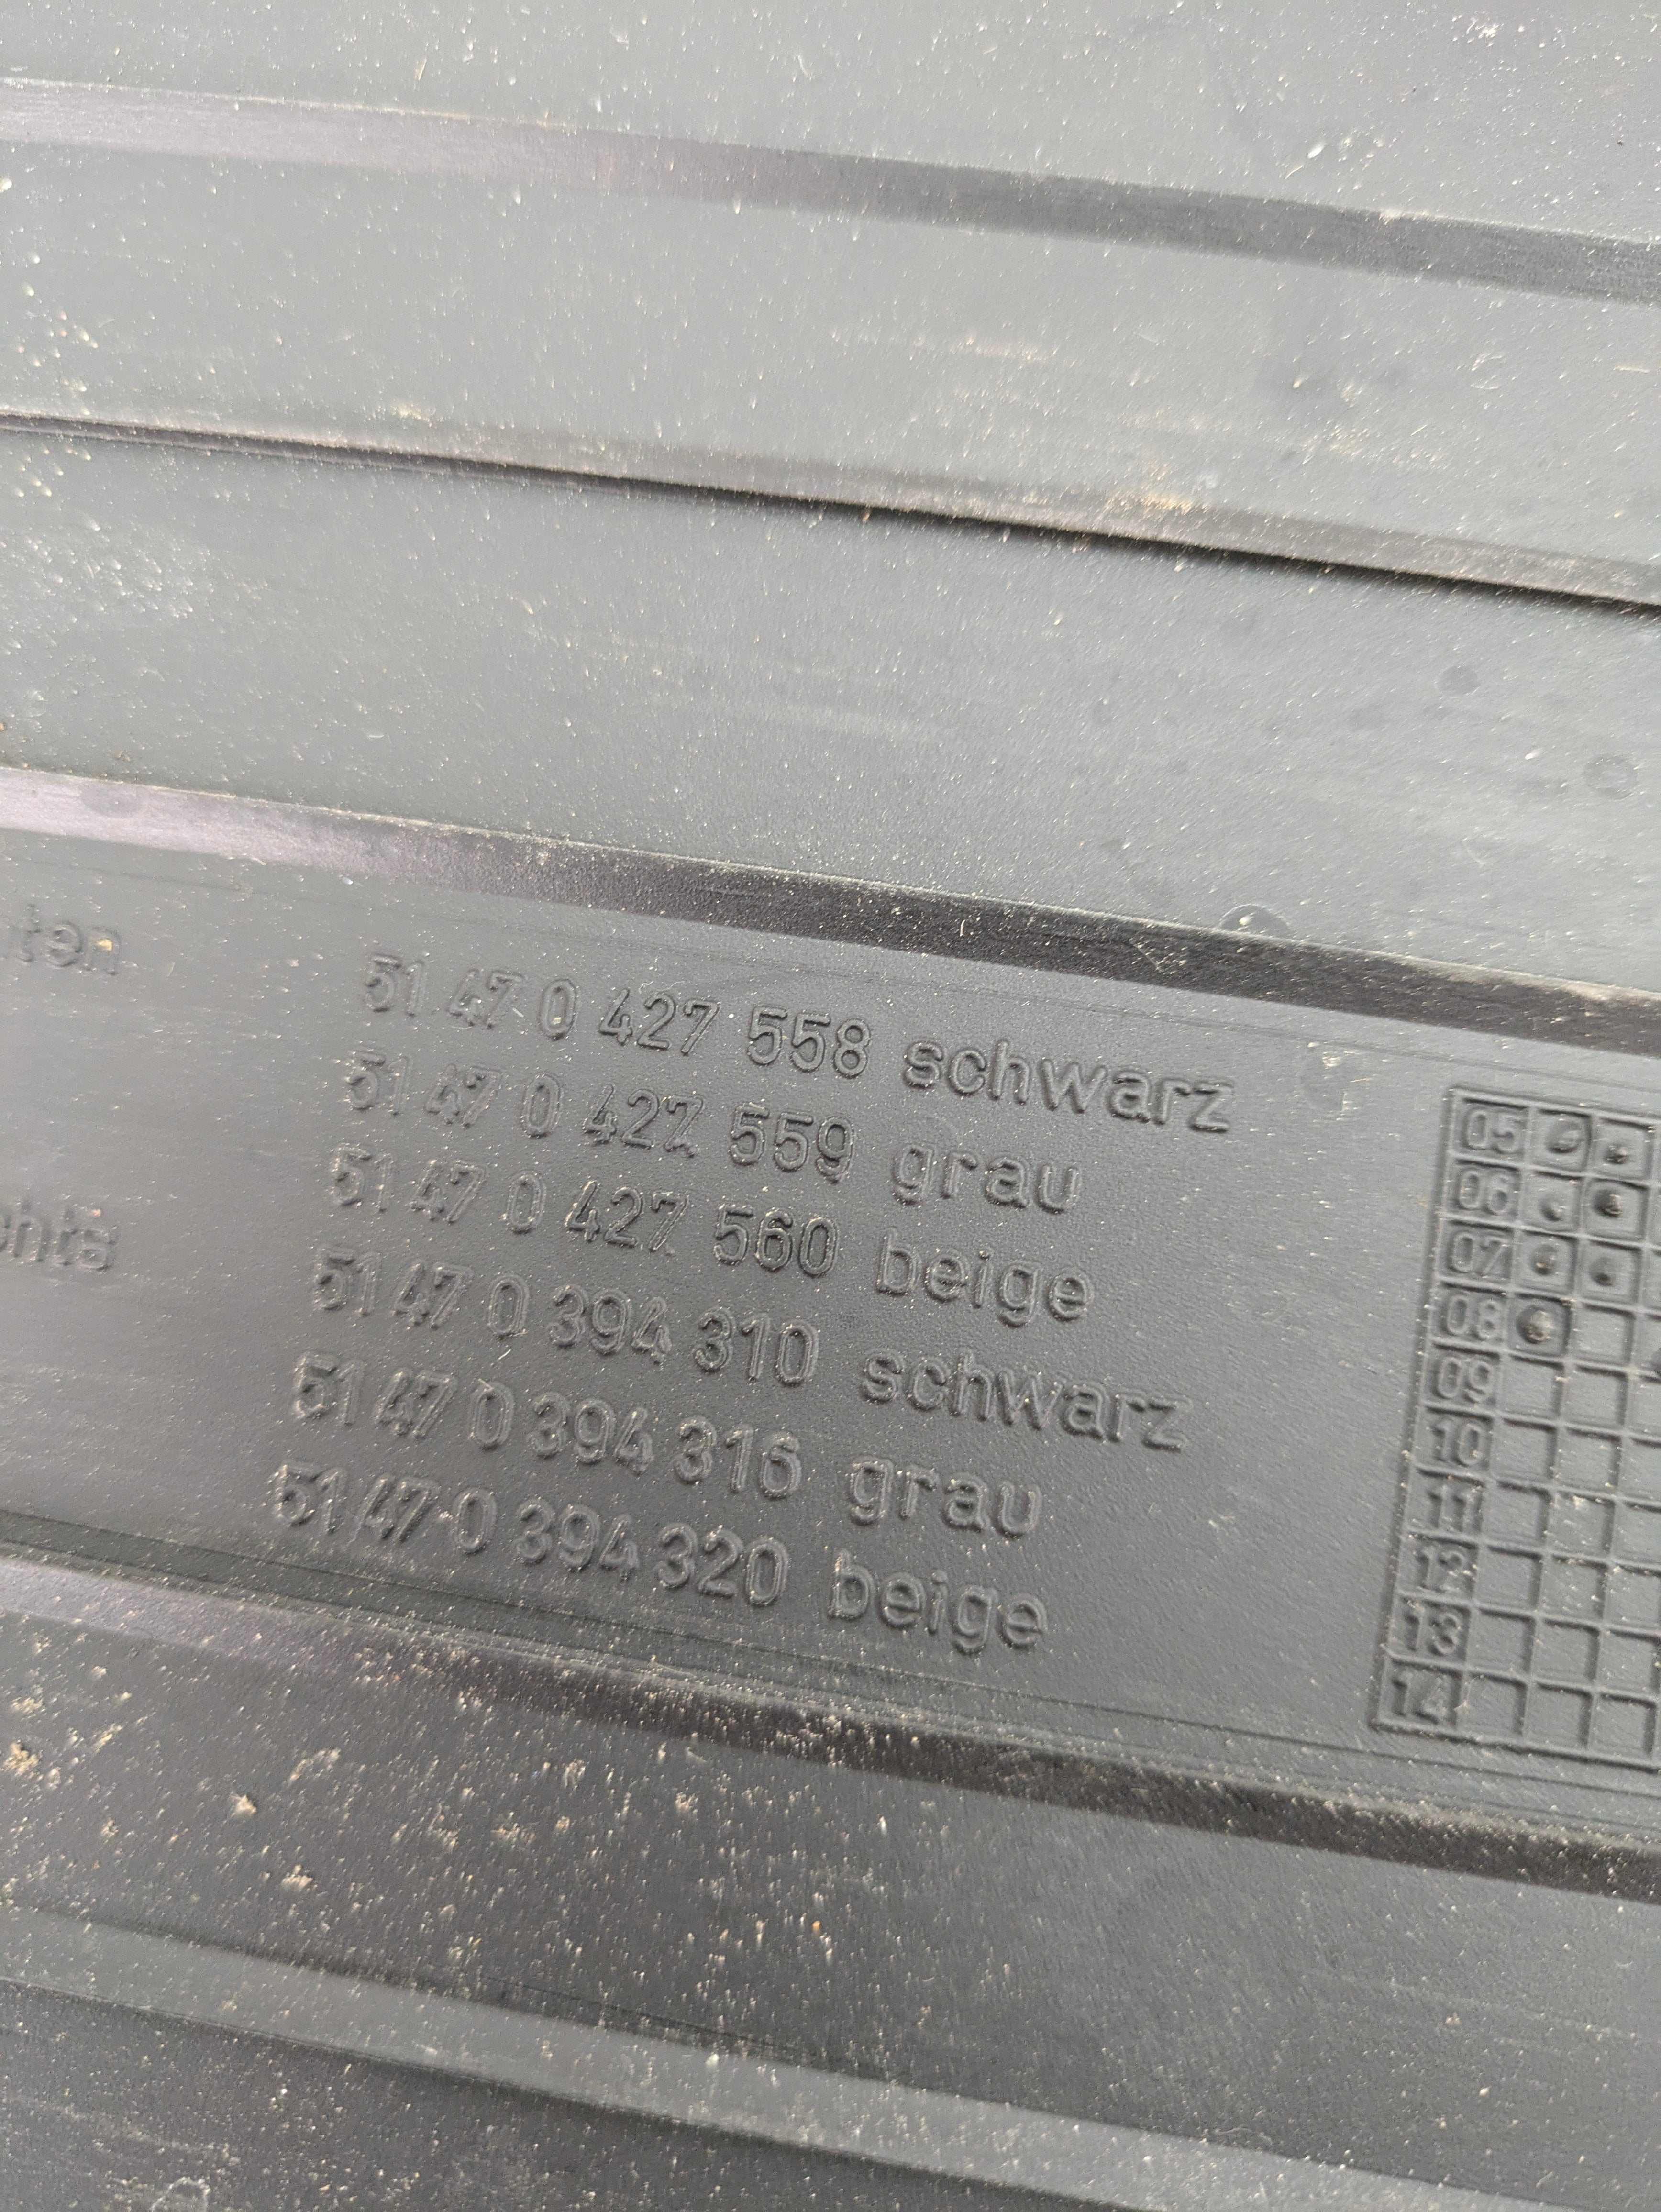 ten
51 47 0 427 558 schwarz
51 47 0 427 559 grau
51 47 0 427 560 beige
chts
51 47 0 394 310 schwarz
51 47 0 394 316 grau
51 47 0 394 320 beige
05
06
07
08
09
10
11
12
13
14